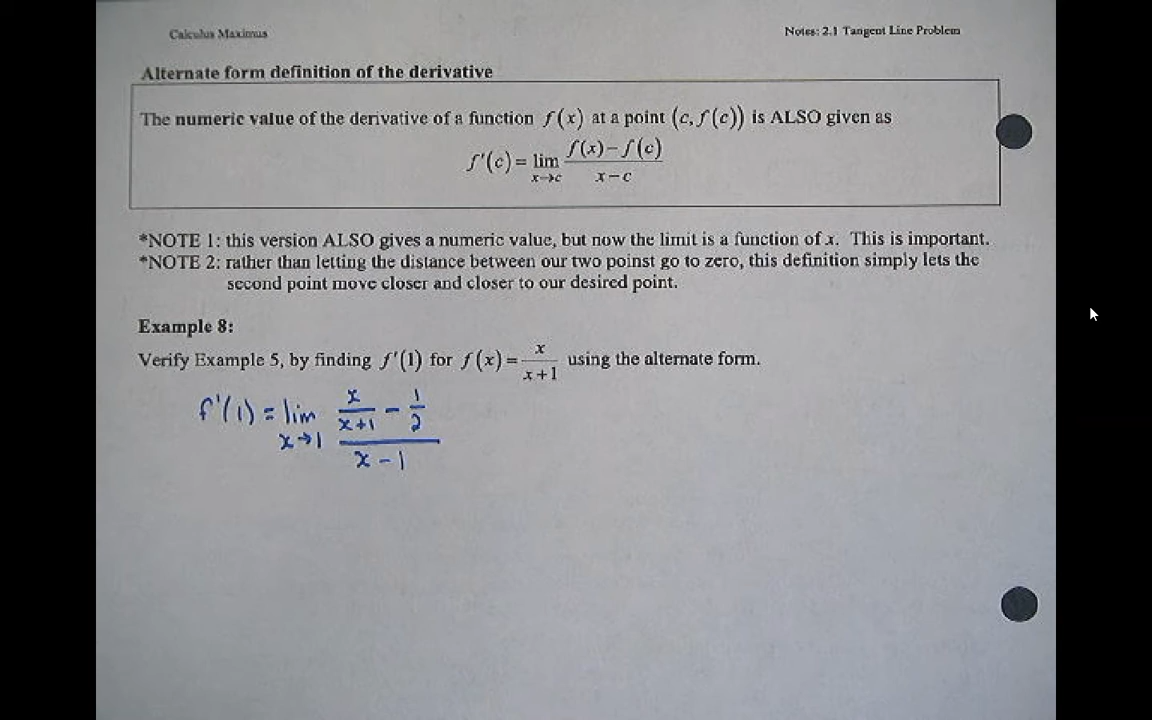 Calculus Maximus
Notes: 2.1 Tangent Line Problem
Alternate form definition of the derivative
The numeric value of the derivative of a function f(x) at a point (c, f(c)) is ALSO given as
f'(c) = lim x→c (f(x) − f(c)) / (x − c)
*NOTE 1: this version ALSO gives a numeric value, but now the limit is a function of x. This is important.
*NOTE 2: rather than letting the distance between our two poinst go to zero, this definition simply lets the
second point move closer and closer to our desired point.
Example 8:
Verify Example 5, by finding f'(1) for f(x) = x / (x+1) using the alternate form.
f'(1) = lim x→1 (x/(x+1) − 1/2) / (x − 1)